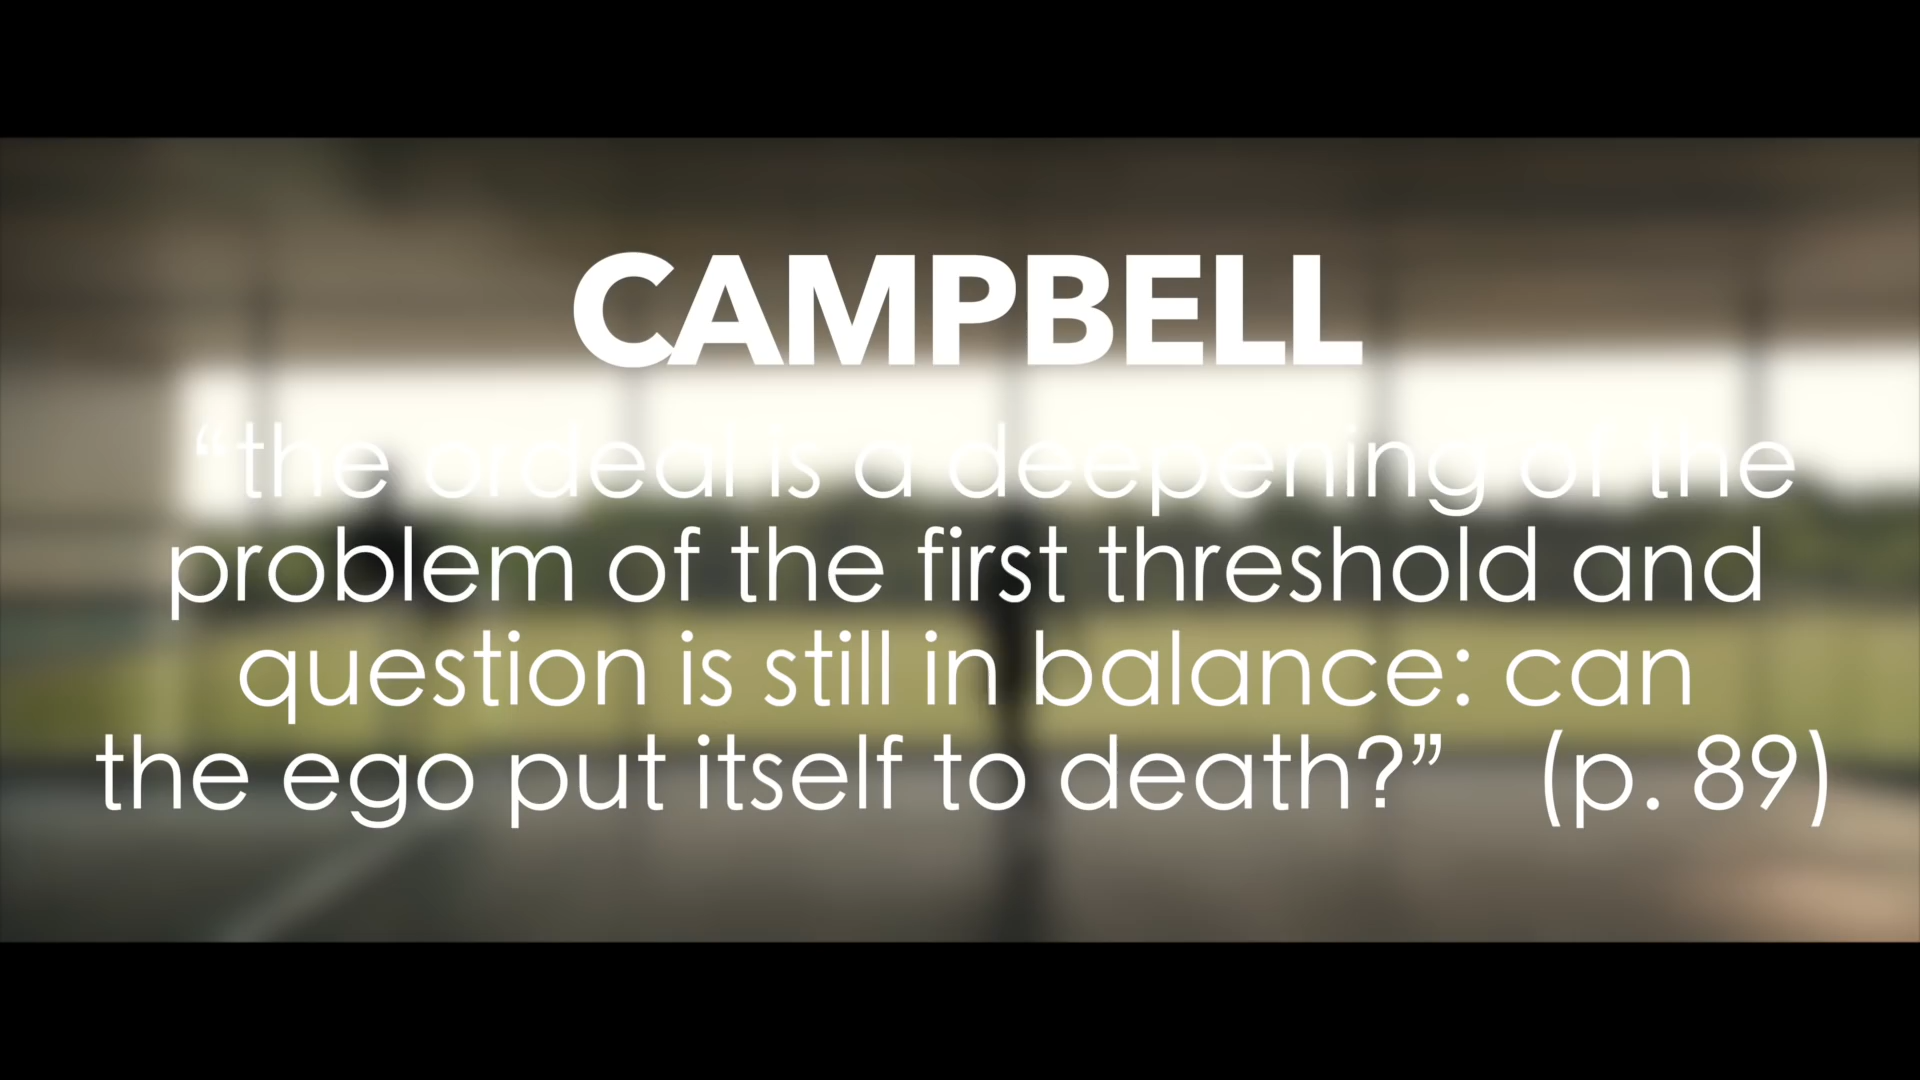 CAMPBELL
“the ordeal is a deepening of the
problem of the first threshold and
question is still in balance: can
the ego put itself to death?” (p. 89)